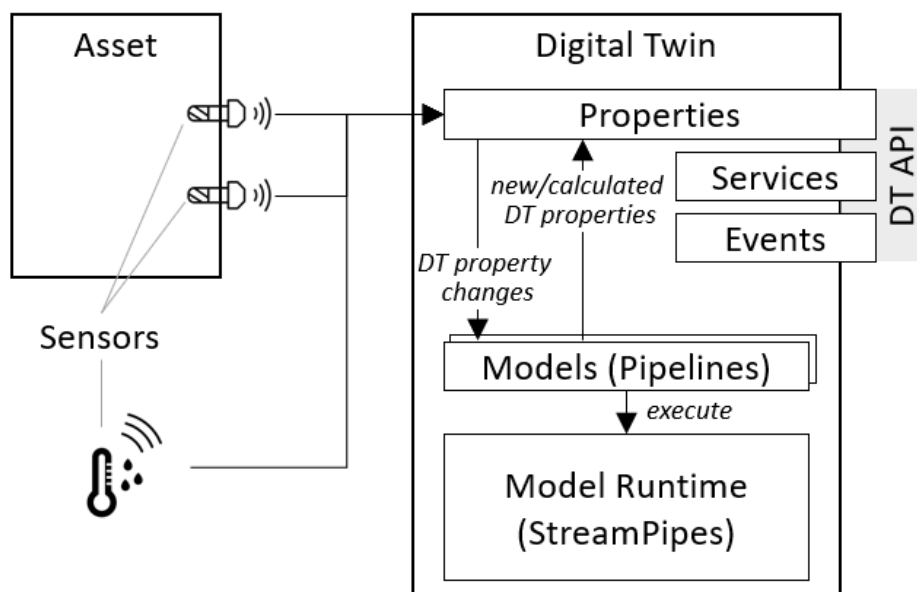 Asset
Sensors
Digital Twin
Properties
Services
Events
DT API
new/calculated
DT properties
DT property
changes
Models (Pipelines)
execute
Model Runtime
(StreamPipes)